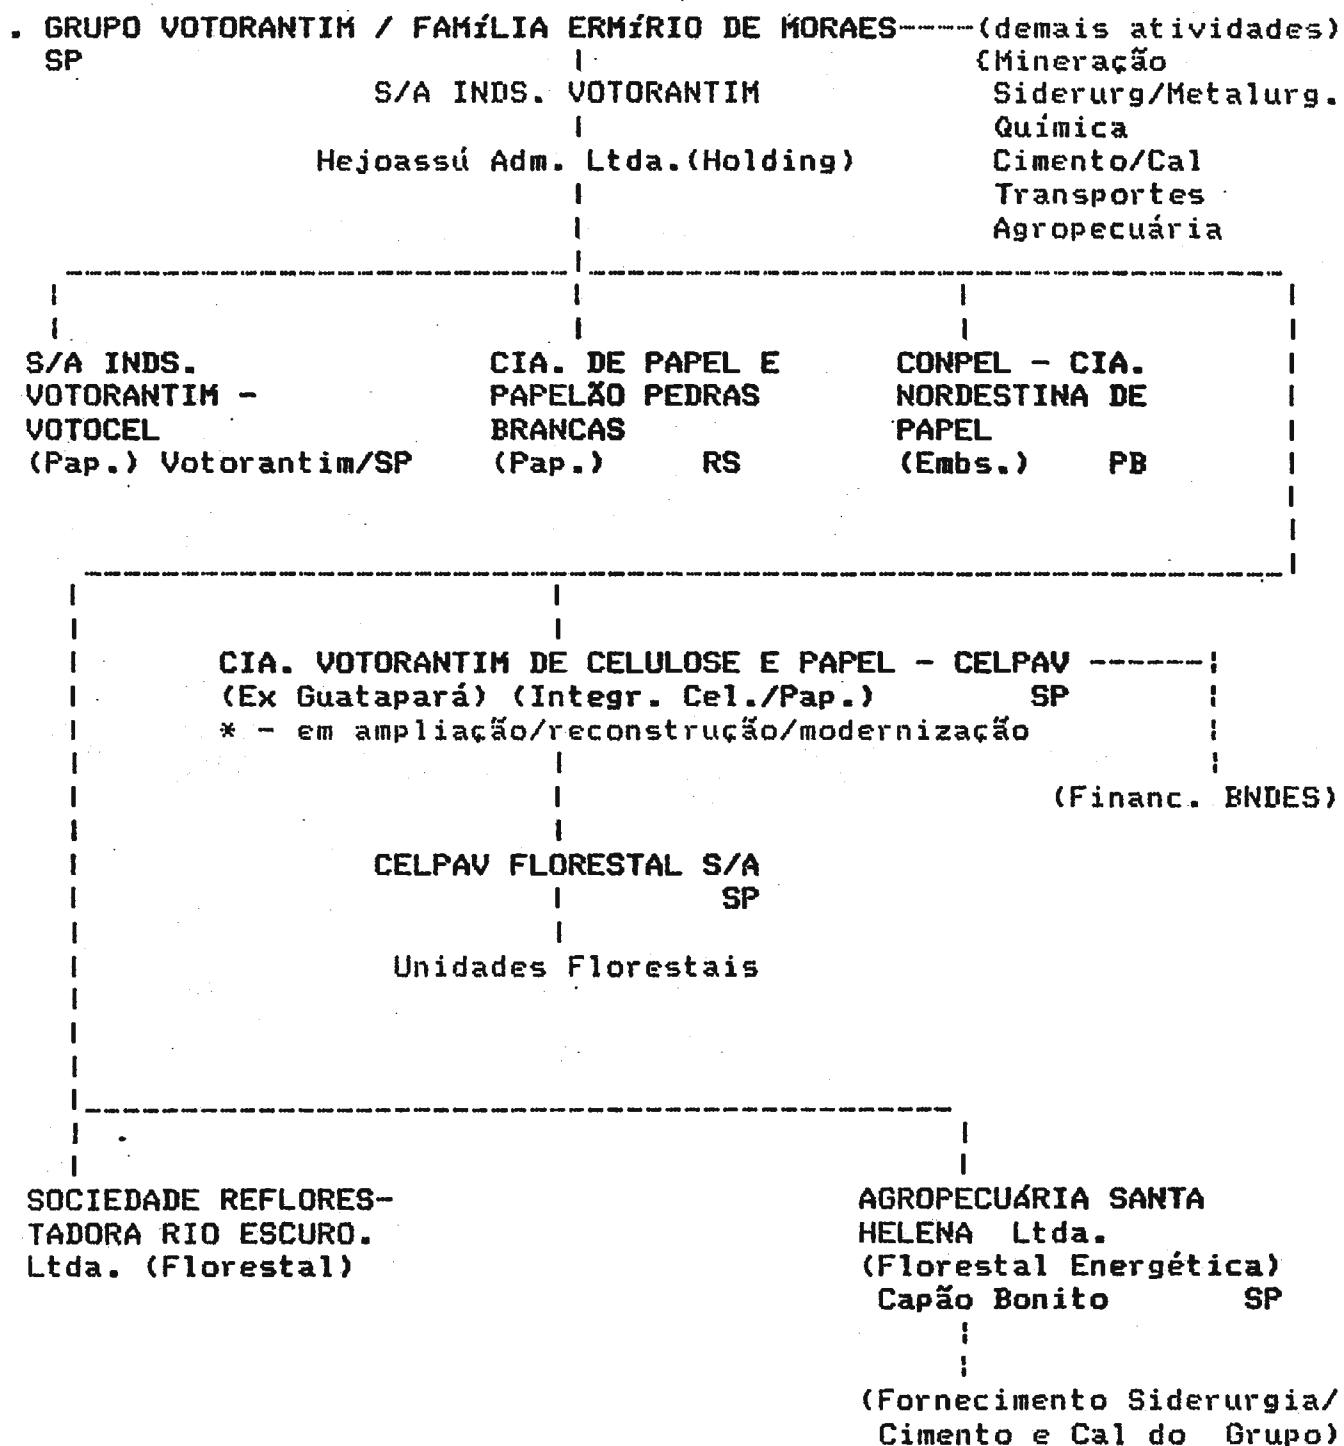 . GRUPO VOTORANTIM / FAMíLIA ERMíRIO DE MORAES-----(demais atividades)
SP (Mineração
S/A INDS. VOTORANTIM Siderurg/Metalurg.
Química
Hejoassú Adm. Ltda.(Holding) Cimento/Cal
Transportes
Agropecuária
S/A INDS. CIA. DE PAPEL E CONPEL - CIA.
VOTORANTIM - PAPELÃO PEDRAS NORDESTINA DE
VOTOCEL BRANCAS PAPEL
(Pap.) Votorantim/SP (Pap.) RS (Embs.) PB
CIA. VOTORANTIM DE CELULOSE E PAPEL - CELPAV ------
(Ex Guatapará) (Integr. Cel./Pap.) SP
* - em ampliação/reconstrução/modernização
(Financ. BNDES)
CELPAV FLORESTAL S/A
SP
Unidades Florestais
SOCIEDADE REFLORES- AGROPECUáRIA SANTA
TADORA RIO ESCURO. HELENA Ltda.
Ltda. (Florestal) (Florestal Energética)
Capão Bonito SP
(Fornecimento Siderurgia/
Cimento e Cal do Grupo)